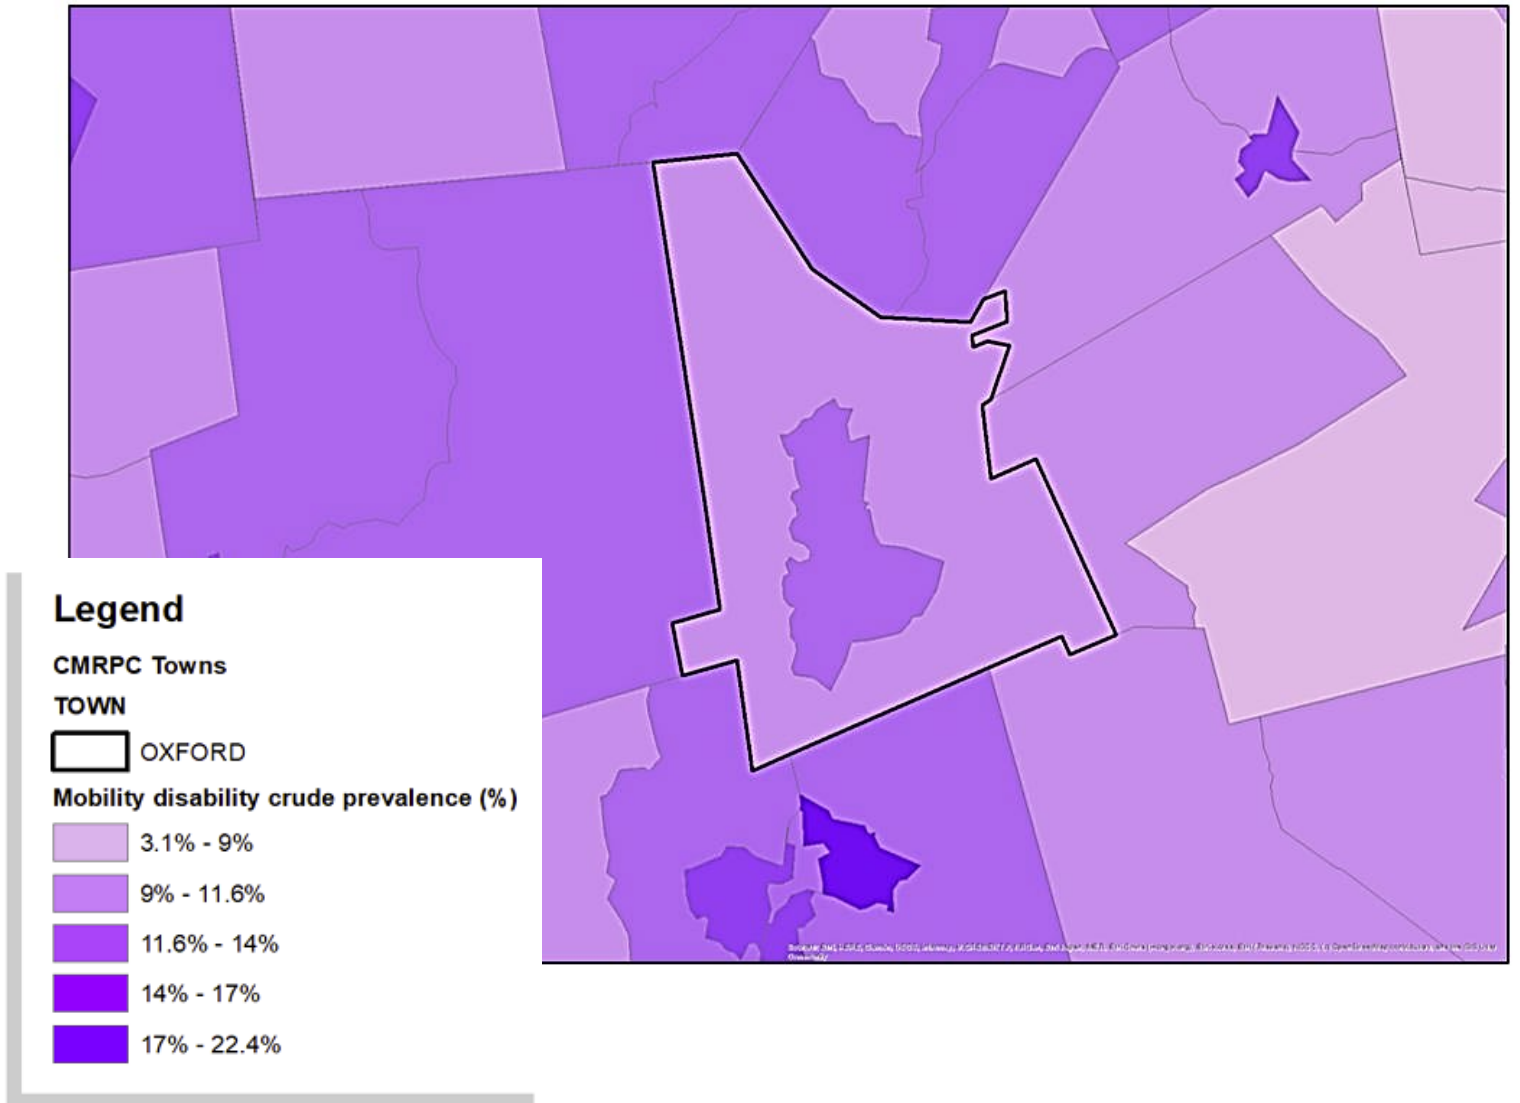 Legend
CMRPC Towns
TOWN
OXFORD
Mobility disability crude prevalence (%)
3.1% - 9%
9% - 11.6%
11.6% - 14%
14% - 17%
17% - 22.4%